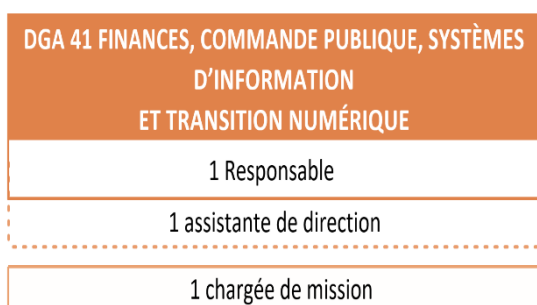 DGA 41 FINANCES, COMMANDE PUBLIQUE, SYSTÈMES
D’INFORMATION
ET TRANSITION NUMÉRIQUE
1 Responsable
1 assistante de direction
1 chargée de mission